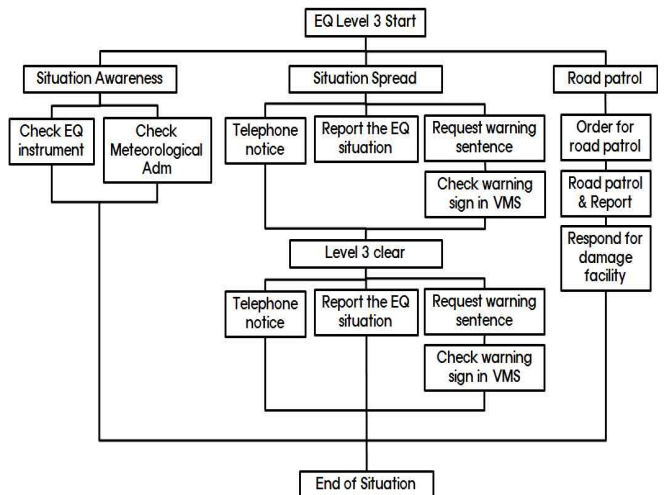 EQ Level 3 Start
Situation Awareness
Situation Spread
Road patrol
Check EQ
instrument
Check
Meteorological
Adm
Telephone
notice
Report the EQ
situation
Request warning
sentence
Check warning
sign in VMS
Order for
road patrol
Road patrol
& Report
Respond for
damage
facility
Level 3 clear
Telephone
notice
Report the EQ
situation
Request warning
sentence
Check warning
sign in VMS
End of Situation